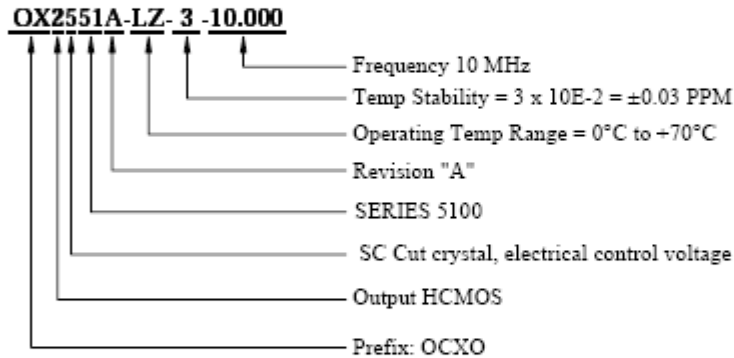 OX2551A-LZ- 3 -10.000
Frequency 10 MHz
Temp Stability = 3 x 10E-2 = ±0.03 PPM
Operating Temp Range = 0°C to +70°C
Revision "A"
SERIES 5100
SC Cut crystal, electrical control voltage
Output HCMOS
Prefix: OCXO